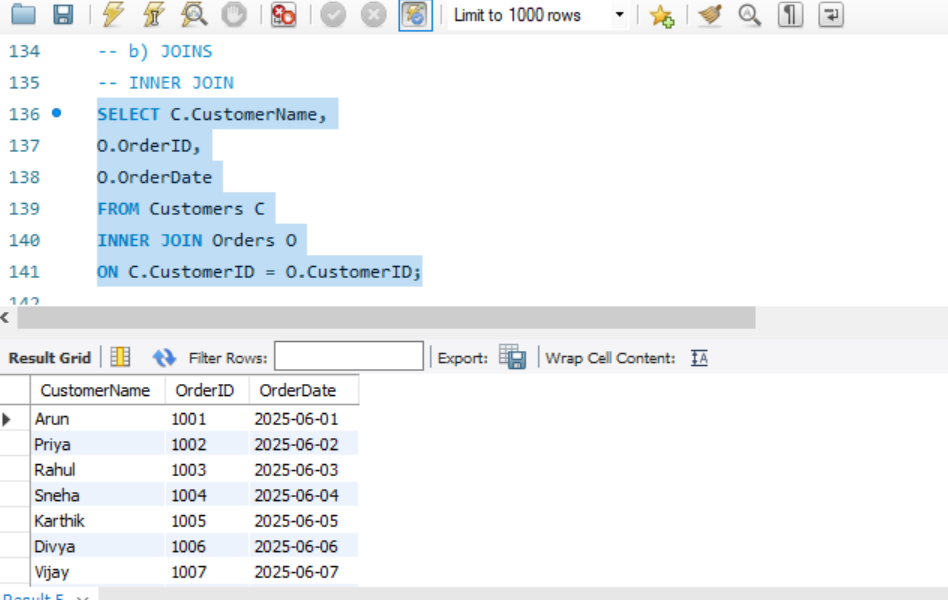 Limit to 1000 rows
134 -- b) JOINS
135 -- INNER JOIN
136 SELECT C.CustomerName,
137 O.OrderID,
138 O.OrderDate
139 FROM Customers C
140 INNER JOIN Orders O
141 ON C.CustomerID = O.CustomerID;
142
Result Grid Filter Rows: Export: Wrap Cell Content:
CustomerName OrderID OrderDate
Arun 1001 2025-06-01
Priya 1002 2025-06-02
Rahul 1003 2025-06-03
Sneha 1004 2025-06-04
Karthik 1005 2025-06-05
Divya 1006 2025-06-06
Vijay 1007 2025-06-07